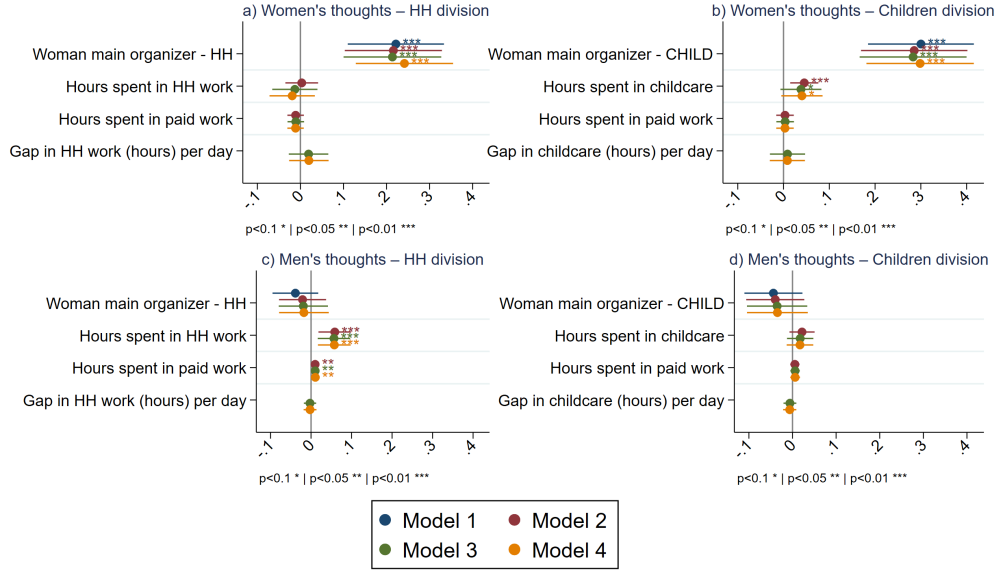 a) Women's thoughts – HH division
Woman main organizer - HH
***
***
***
***
Hours spent in HH work
Hours spent in paid work
Gap in HH work (hours) per day
-.1 0 .1 .2 .3 .4
p<0.1 * | p<0.05 ** | p<0.01 ***
b) Women's thoughts – Children division
Woman main organizer - CHILD
***
***
***
***
Hours spent in childcare
***
*
*
Hours spent in paid work
Gap in childcare (hours) per day
-.1 0 .1 .2 .3 .4
p<0.1 * | p<0.05 ** | p<0.01 ***
c) Men's thoughts – HH division
Woman main organizer - HH
Hours spent in HH work
***
***
***
Hours spent in paid work
**
**
**
Gap in HH work (hours) per day
-.1 0 .1 .2 .3 .4
p<0.1 * | p<0.05 ** | p<0.01 ***
d) Men's thoughts – Children division
Woman main organizer - CHILD
Hours spent in childcare
Hours spent in paid work
Gap in childcare (hours) per day
-.1 0 .1 .2 .3 .4
p<0.1 * | p<0.05 ** | p<0.01 ***
Model 1 Model 2
Model 3 Model 4